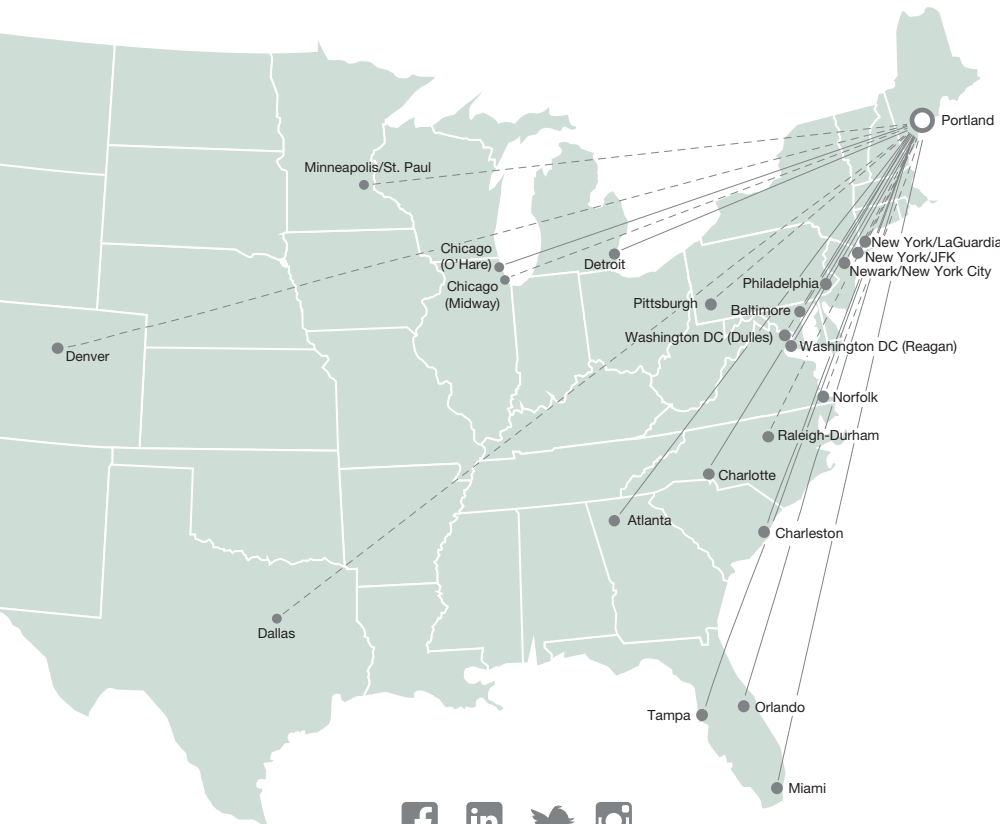 Portland
Minneapolis/St. Paul
New York/LaGuardia
Chicago
(O'Hare)
New York/JFK
Detroit
Newark/New York City
Chicago
(Midway)
Philadelphia
Pittsburgh
Baltimore
Washington DC (Dulles)
Washington DC (Reagan)
Denver
Norfolk
Raleigh-Durham
Charlotte
Atlanta
Charleston
Dallas
Orlando
Tampa
Miami
f
in